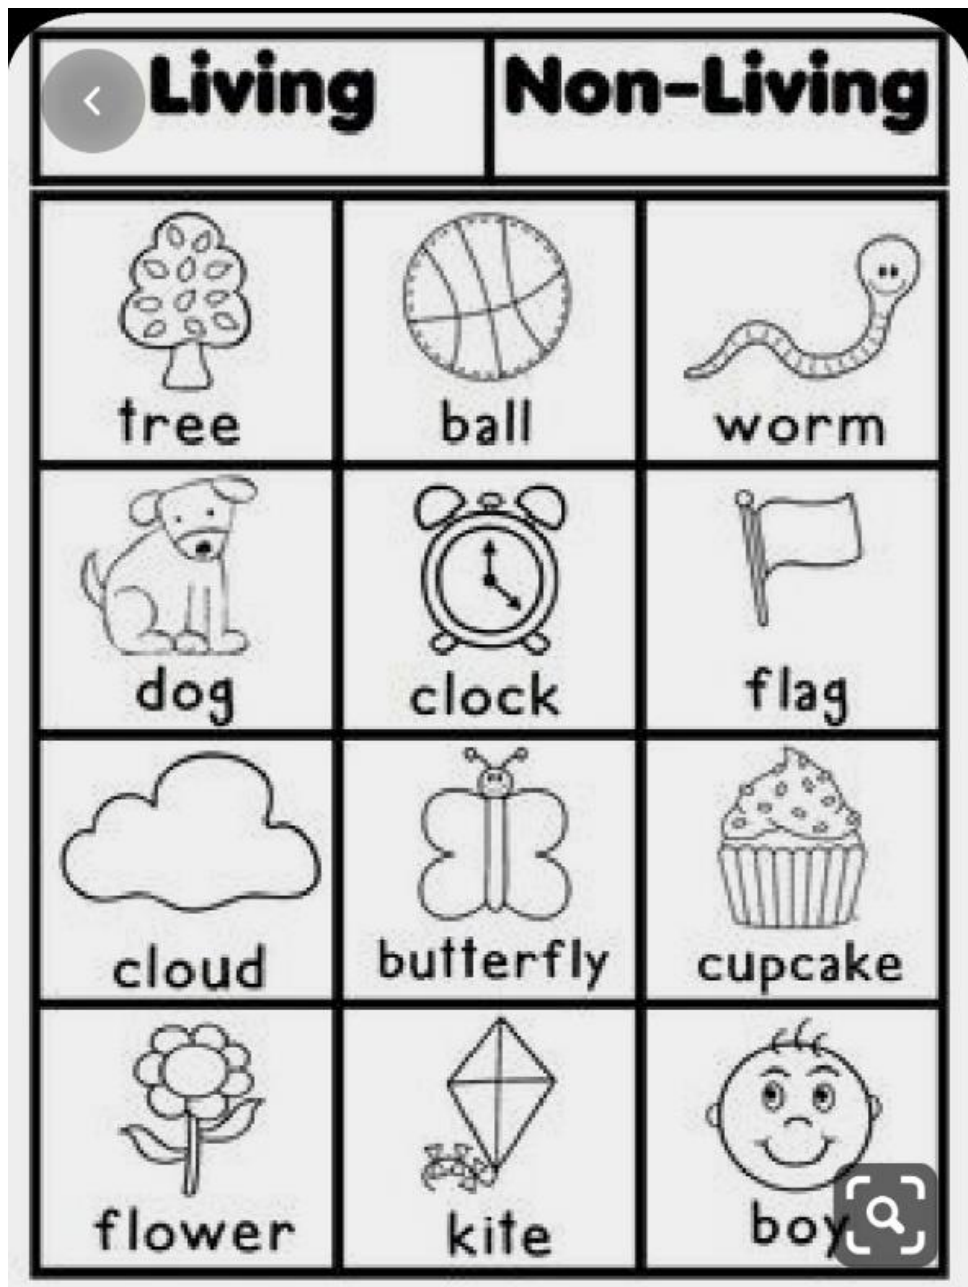 Living Non-Living
tree ball worm
dog clock flag
cloud butterfly cupcake
flower kite boy